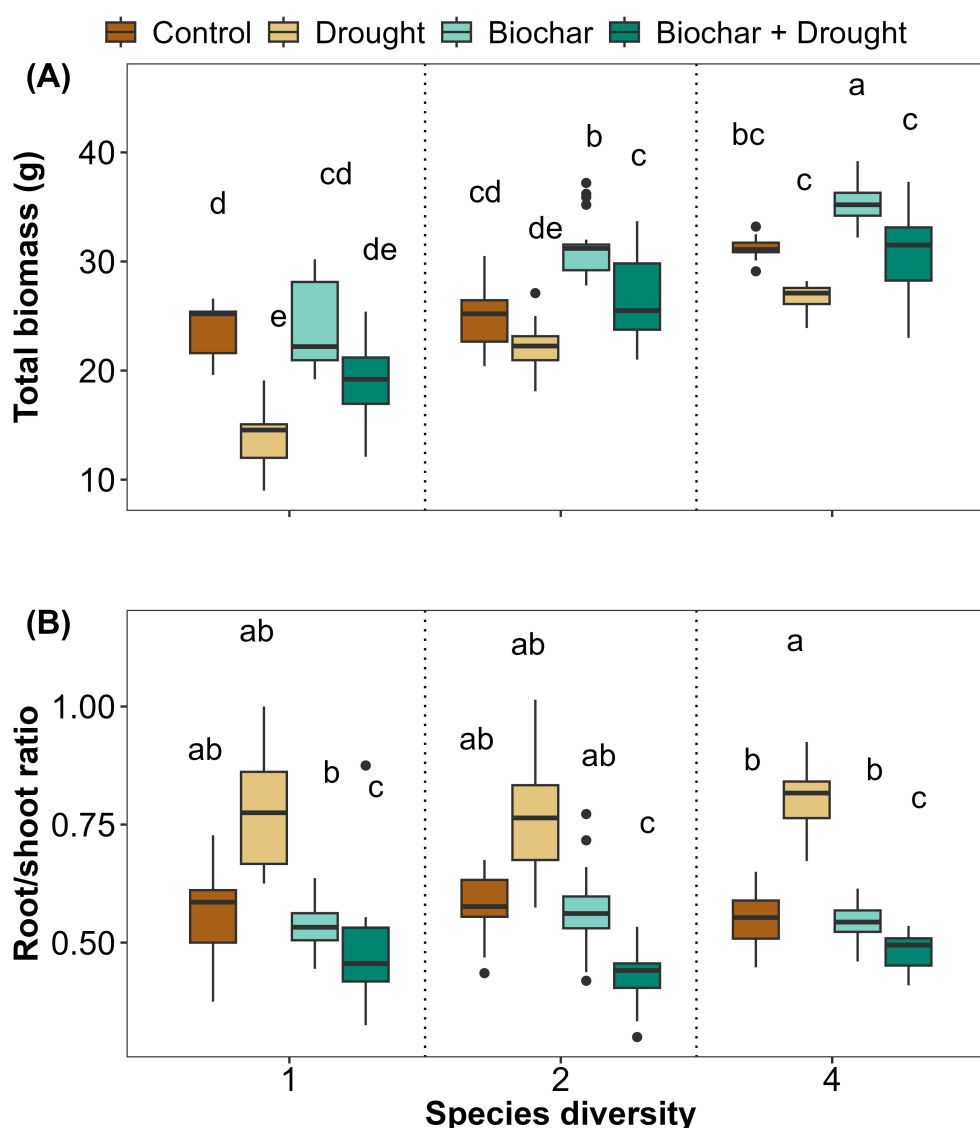 Control Drought Biochar Biochar + Drought
(A)
Total biomass (g)
40
30
20
10
d
e
cd
de
cd
de
b
c
bc
c
a
c
(B)
Root/shoot ratio
1.00
0.75
0.50
ab
ab
b
c
ab
ab
ab
c
b
a
b
c
1 2 4
Species diversity